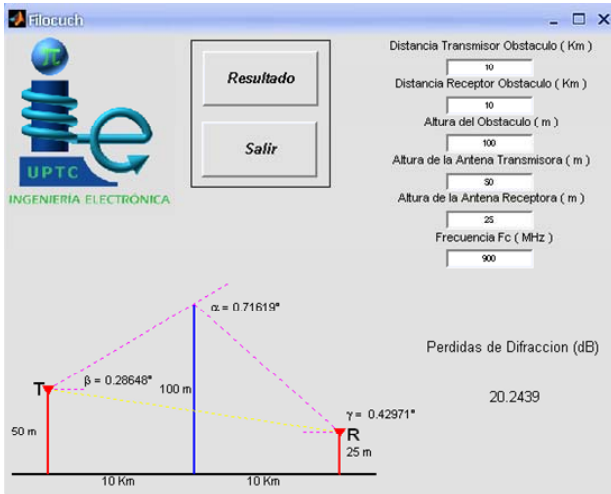 Filocuch
Resultado
Salir
UPTC
INGENIERÍA ELECTRÓNICA
Distancia Transmisor Obstaculo ( Km )
10
Distancia Receptor Obstaculo ( Km )
10
Altura del Obstaculo ( m )
100
Altura de la Antena Transmisora ( m )
50
Altura de la Antena Receptora ( m )
25
Frecuencia Fc ( MHz )
900
α = 0.71619°
β = 0.28648°
100 m
T
50 m
γ = 0.42971°
R
25 m
10 Km
10 Km
Perdidas de Difraccion (dB)
20.2439